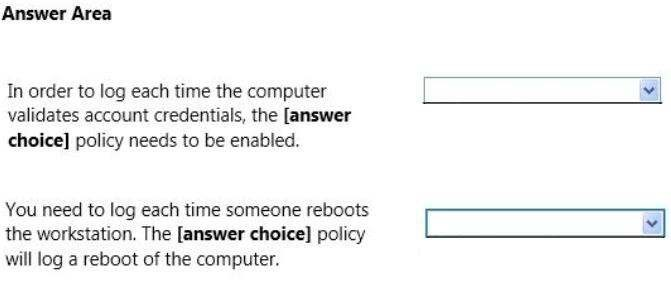 Answer Area
In order to log each time the computer
validates account credentials, the [answer
choice] policy needs to be enabled.
You need to log each time someone reboots
the workstation. The [answer choice] policy
will log a reboot of the computer.